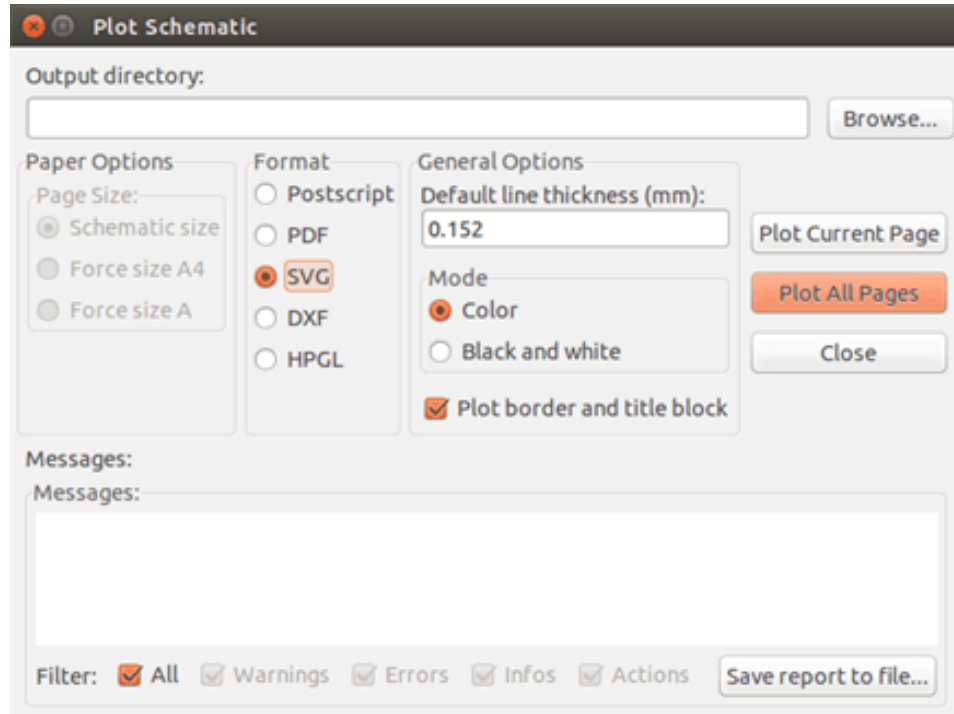 Plot Schematic
Output directory:
Browse...
Paper Options
Page Size:
Schematic size
Force size A4
Force size A
Format
Postscript
PDF
SVG
DXF
HPGL
General Options
Default line thickness (mm):
0.152
Mode
Color
Black and white
Plot border and title block
Plot Current Page
Plot All Pages
Close
Messages:
Messages:
Filter: All Warnings Errors Infos Actions Save report to file...